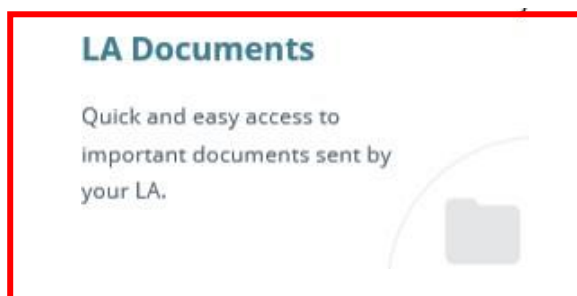 LA Documents
Quick and easy access to
important documents sent by
your LA.